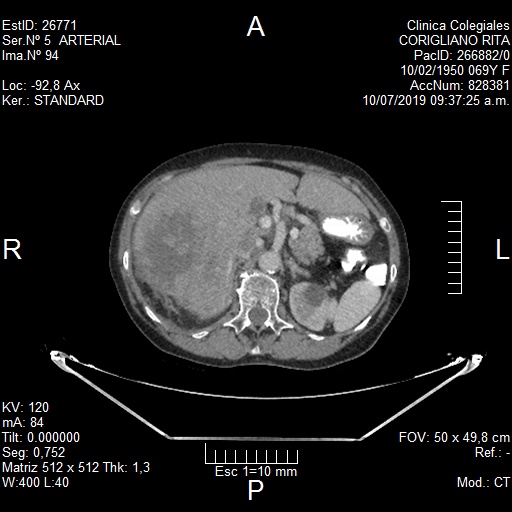 EstID: 26771
Ser.Nº 5 ARTERIAL
Ima.Nº 94
Loc: -92,8 Ax
Ker.: STANDARD
A
Clinica Colegiales
CORIGLIANO RITA
PacID: 266882/0
10/02/1950 069Y F
AccNum: 828381
10/07/2019 09:37:25 a.m.
R
L
KV: 120
mA: 84
Tilt: 0.000000
Seg: 0,752
Matriz 512 x 512 Thk: 1,3
W:400 L:40
Esc 1=10 mm
P
FOV: 50 x 49,8 cm
Ref.: -
Mod.: CT